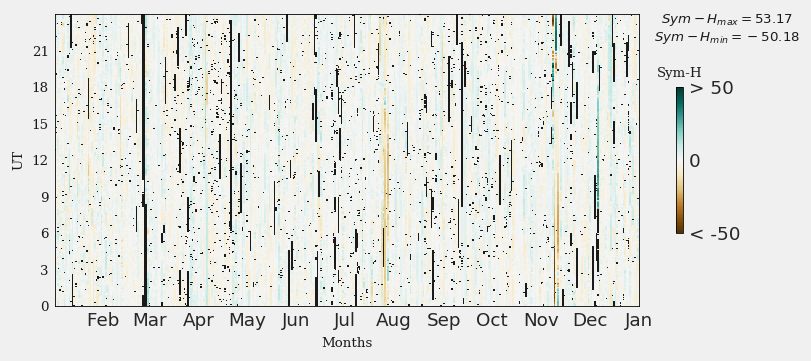 Sym − H_max = 53.17
Sym − H_min = − 50.18
Sym-H
> 50
0
< -50
UT
21
18
15
12
9
6
3
0
Feb Mar Apr May Jun Jul Aug Sep Oct Nov Dec Jan
Months